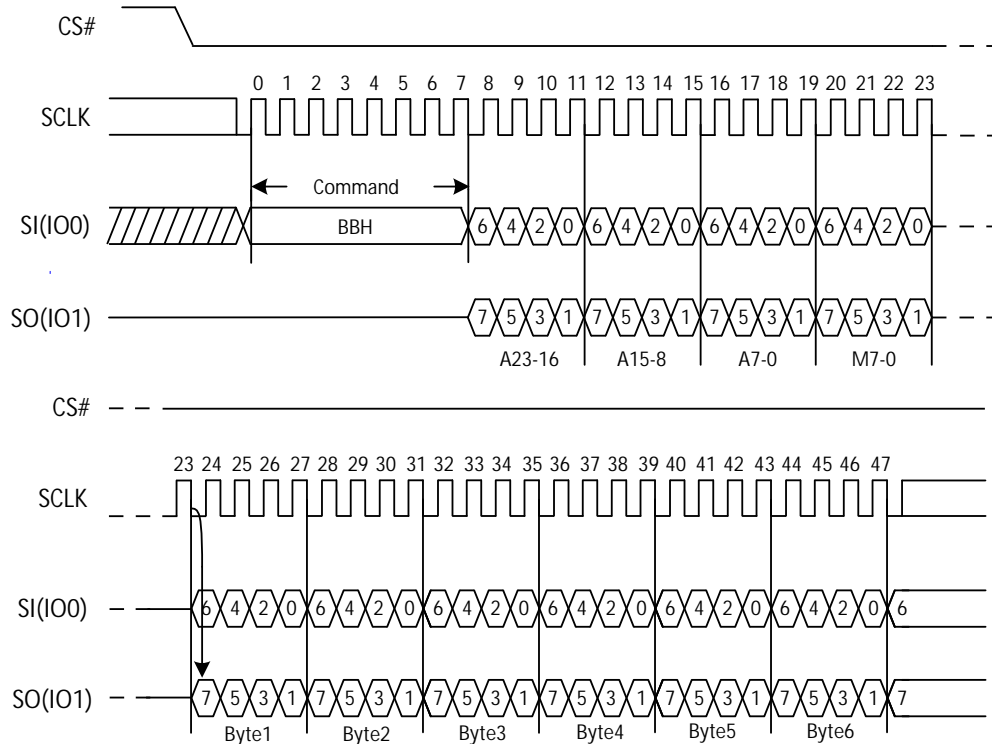 CS#
0 1 2 3 4 5 6 7 8 9 10 11 12 13 14 15 16 17 18 19 20 21 22 23
SCLK
Command
SI(IO0) BBH 6 4 2 0 6 4 2 0 6 4 2 0 6 4 2 0
SO(IO1) 7 5 3 1 7 5 3 1 7 5 3 1 7 5 3 1
A23-16 A15-8 A7-0 M7-0
CS#
23 24 25 26 27 28 29 30 31 32 33 34 35 36 37 38 39 40 41 42 43 44 45 46 47
SCLK
SI(IO0) 6 4 2 0 6 4 2 0 6 4 2 0 6 4 2 0 6 4 2 0 6 4 2 0 6
SO(IO1) 7 5 3 1 7 5 3 1 7 5 3 1 7 5 3 1 7 5 3 1 7 5 3 1 7
Byte1 Byte2 Byte3 Byte4 Byte5 Byte6